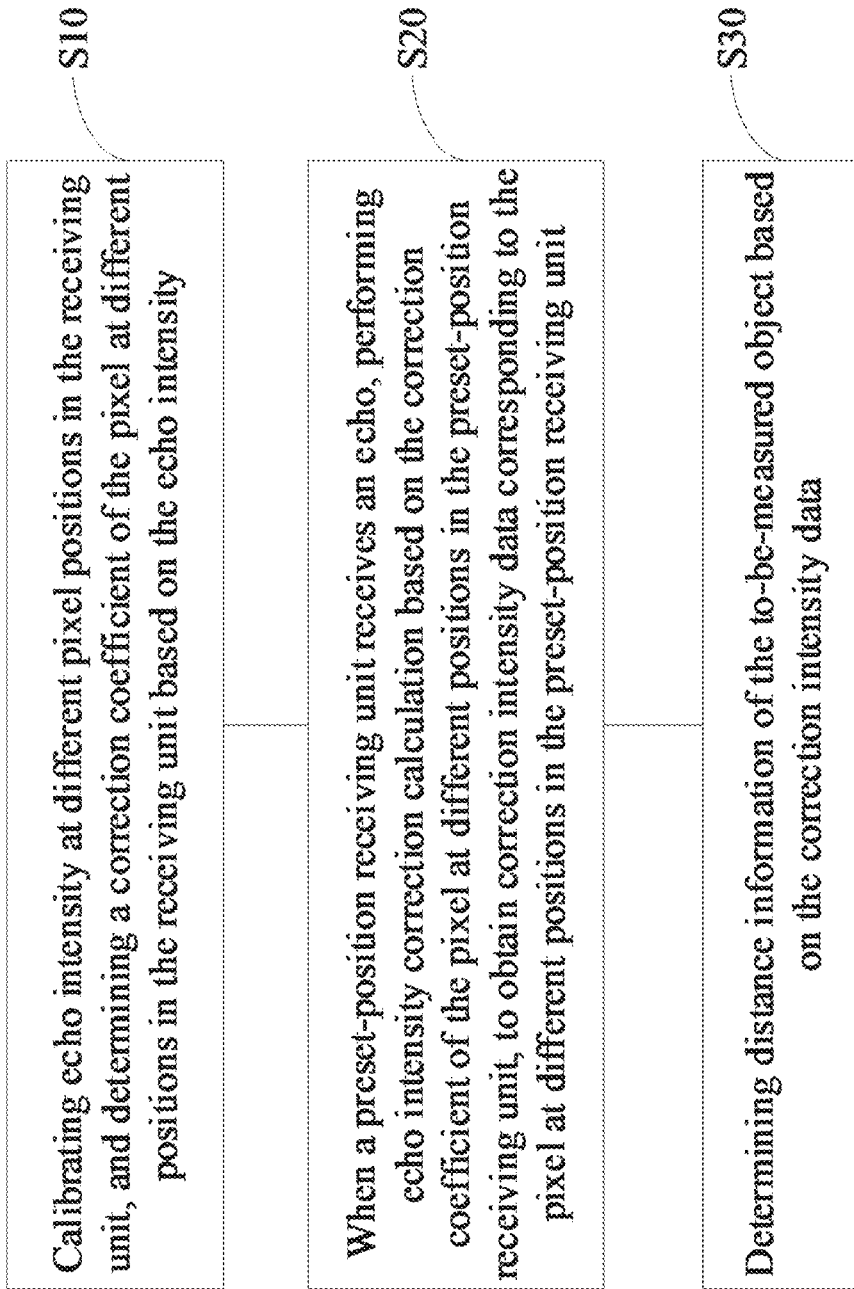 Calibrating echo intensity at different pixel positions in the receiving
unit, and determining a correction coefficient of the pixel at different
positions in the receiving unit based on the echo intensity
S10
When a preset-position receiving unit receives an echo, performing
echo intensity correction calculation based on the correction
coefficient of the pixel at different positions in the preset-position
receiving unit, to obtain correction intensity data corresponding to the
pixel at different positions in the preset-position receiving unit
S20
Determining distance information of the to-be-measured object based
on the correction intensity data
S30